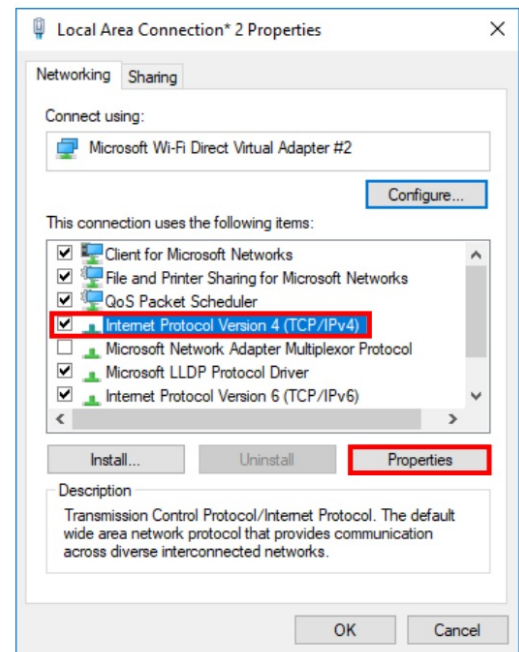 Local Area Connection* 2 Properties
Networking
Sharing
Connect using:
Microsoft Wi-Fi Direct Virtual Adapter #2
Configure...
This connection uses the following items:
Client for Microsoft Networks
File and Printer Sharing for Microsoft Networks
QoS Packet Scheduler
Internet Protocol Version 4 (TCP/IPv4)
Microsoft Network Adapter Multiplexor Protocol
Microsoft LLDP Protocol Driver
Internet Protocol Version 6 (TCP/IPv6)
Install...
Uninstall
Properties
Description
Transmission Control Protocol/Internet Protocol. The default
wide area network protocol that provides communication
across diverse interconnected networks.
OK
Cancel